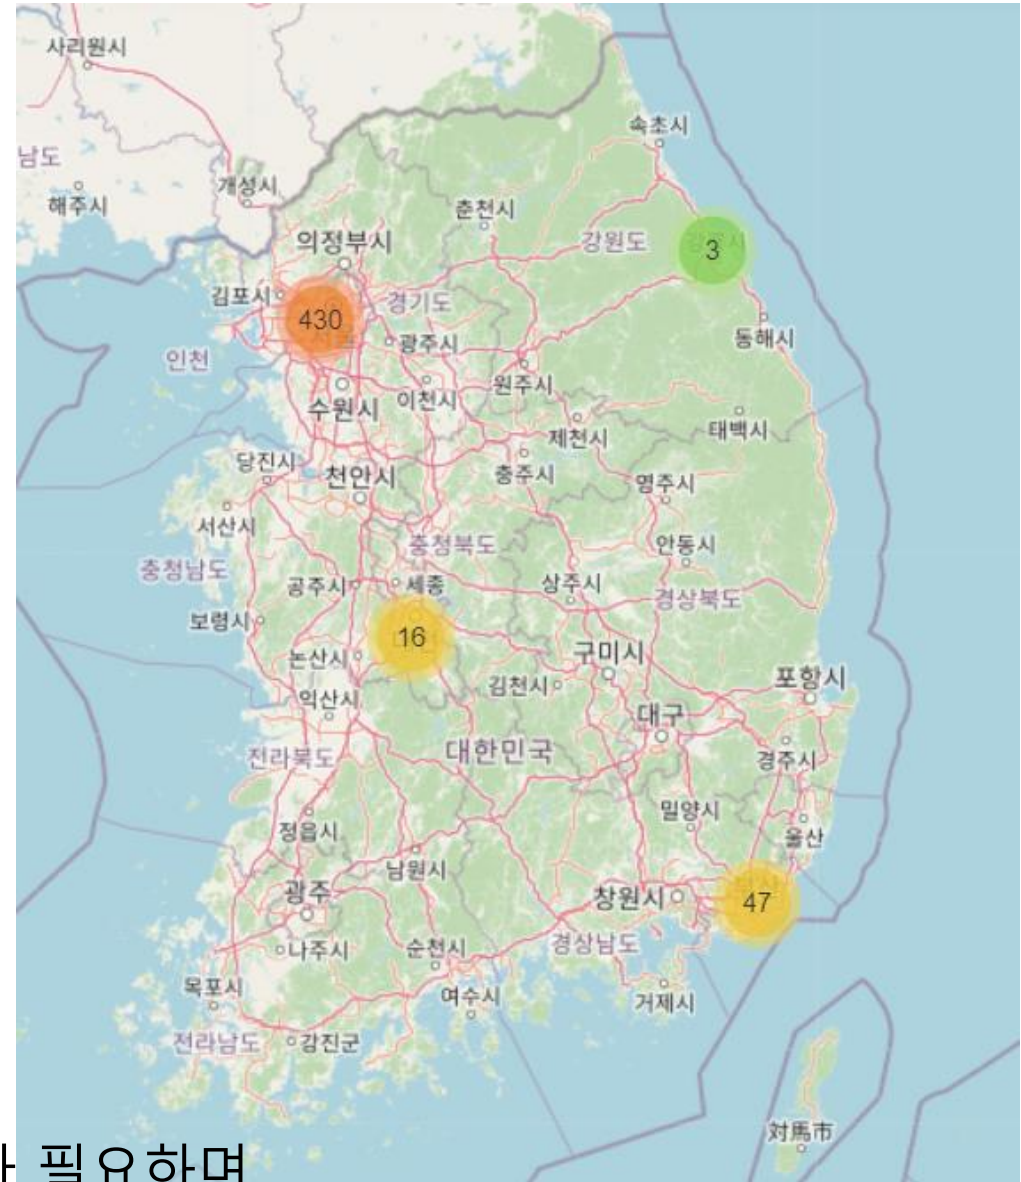 사리원시
속초시
남도
개성시
해주시
춘천시
의정부시
강원도
3
김포시
경기도
430
광주시
동해시
인천
원주시
수원시
이천시
제천시
태백시
당진시
천안시
충주시
영주시
서산시
충청북도
안동시
충청남도
공주시
세종
상주시
경상북도
보령시
16
논산시
구미시
김천시
포항시
익산시
대구
전라북도
대한민국
경주시
밀양시
정읍시
울산
남원시
광주
창원시
47
나주시
순천시
경상남도
목포시
여수시
거제시
전라남도
강진군
対馬市
필요하며